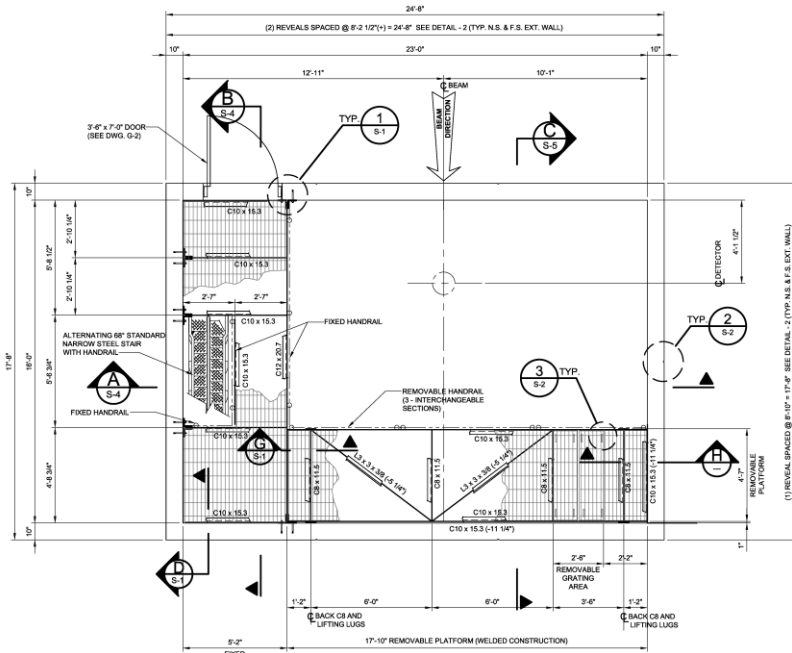 24'-8"
(2) REVEALS SPACED @ 8'-2 1/2"(+) = 24'-8" SEE DETAIL - 2 (TYP. N.S. & F.S. EXT. WALL)
10"
23'-0"
10"
12'-11"
10'-1"
B
S-4
3'-6" x 7'-0" DOOR
(SEE DWG. G-2)
TYP.
1
S-1
BEAM
BEAM
DIRECTION
C
S-5
10"
C10 x 15.3
2'-10 1/4"
5'-8 1/2"
C10 x 15.3
2'-10 1/4"
4'-1 1/2"
DETECTOR
2'-7"
2'-7"
C10 x 15.3
FIXED HANDRAIL
ALTERNATING 68° STANDARD
NARROW STEEL STAIR
WITH HANDRAIL
17'-8"
16'-0"
5'-6 3/4"
C10 x 15.3
C12 x 20.7
TYP.
2
S-2
3
S-2
TYP.
A
S-4
REMOVABLE HANDRAIL
(3 - INTERCHANGEABLE
SECTIONS)
FIXED HANDRAIL
C10 x 15.3
G
S-1
C10 x 15.3
H
4'-8 3/4"
C8 x 11.5
L3 x 3 x 3/8 (-5 1/4")
C8 x 11.5
L3 x 3 x 3/8 (-5 1/4")
C8 x 11.5
C8 x 11.5
C10 x 15.3 (-11 1/4")
4'-7"
REMOVABLE
PLATFORM
(1) REVEAL SPACED @ 8'-10" = 17'-8" SEE DETAIL - 2 (TYP. N.S. & F.S. EXT. WALL)
C10 x 15.3
C10 x 15.3
C10 x 15.3 (-11 1/4")
10"
1"
D
S-1
2'-6"
2'-2"
REMOVABLE
GRATING
AREA
1'-2"
6'-0"
6'-0"
3'-6"
1'-2"
BACK C8 AND
LIFTING LUGS
BACK C8 AND
LIFTING LUGS
5'-2"
17'-10" REMOVABLE PLATFORM (WELDED CONSTRUCTION)
FIXED